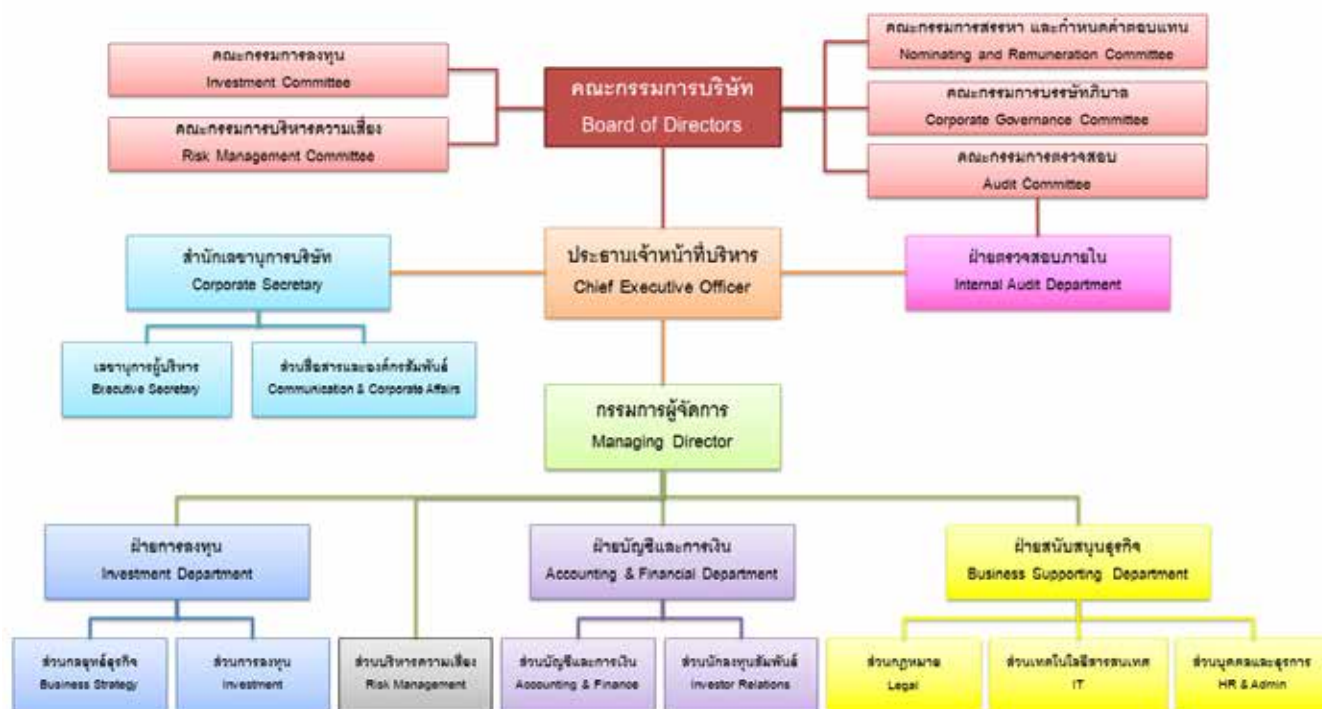 คณะกรรมการลงทุน
Investment Committee
คณะกรรมการบริหารความเสี่ยง
Risk Management Committee
คณะกรรมการบริษัท
Board of Directors
คณะกรรมการสรรหา และกำหนดค่าตอบแทน
Nominating and Remuneration Committee
คณะกรรมการบรรษัทภิบาล
Corporate Governance Committee
คณะกรรมการตรวจสอบ
Audit Committee
สำนักเลขานุการบริษัท
Corporate Secretary
ประธานเจ้าหน้าที่บริหาร
Chief Executive Officer
ฝ่ายตรวจสอบภายใน
Internal Audit Department
เลขานุการผู้บริหาร
Executive Secretary
ส่วนสื่อสารและองค์กรสัมพันธ์
Communication & Corporate Affairs
กรรมการผู้จัดการ
Managing Director
ฝ่ายการลงทุน
Investment Department
ฝ่ายบัญชีและการเงิน
Accounting & Financial Department
ฝ่ายสนับสนุนธุรกิจ
Business Supporting Department
ส่วนกลยุทธ์ธุรกิจ
Business Strategy
ส่วนการลงทุน
Investment
ส่วนบริหารความเสี่ยง
Risk Management
ส่วนบัญชีและการเงิน
Accounting & Finance
ส่วนนักลงทุนสัมพันธ์
Investor Relations
ส่วนกฎหมาย
Legal
ส่วนเทคโนโลยีสารสนเทศ
IT
ส่วนบุคคลและธุรการ
HR & Admin